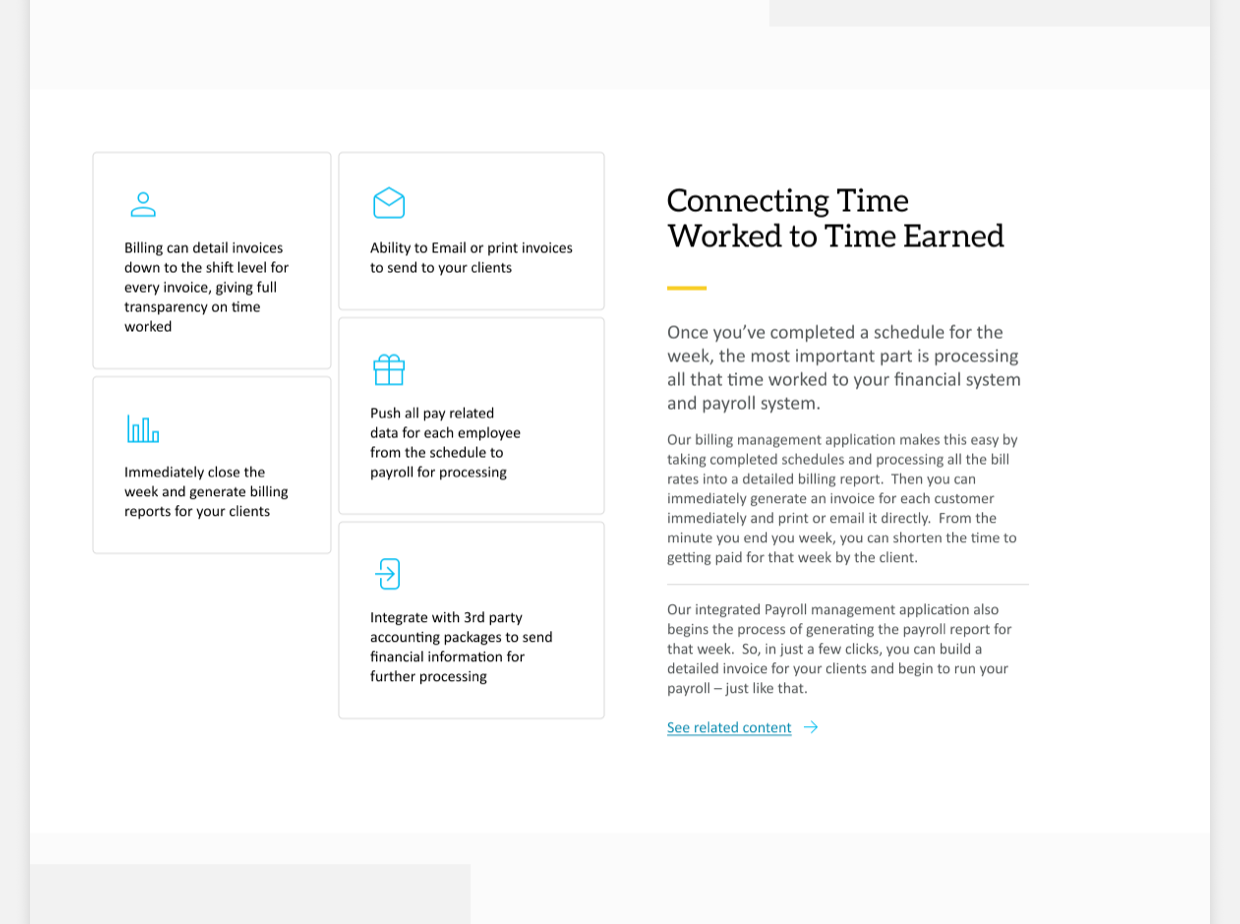 Billing can detail invoices
down to the shift level for
every invoice, giving full
transparency on time
worked
Immediately close the
week and generate billing
reports for your clients
Ability to Email or print invoices
to send to your clients
Push all pay related
data for each employee
from the schedule to
payroll for processing
Integrate with 3rd party
accounting packages to send
financial information for
further processing
Connecting Time
Worked to Time Earned
Once you’ve completed a schedule for the
week, the most important part is processing
all that time worked to your financial system
and payroll system.
Our billing management application makes this easy by
taking completed schedules and processing all the bill
rates into a detailed billing report.  Then you can
immediately generate an invoice for each customer
immediately and print or email it directly.  From the
minute you end you week, you can shorten the time to
getting paid for that week by the client.
Our integrated Payroll management application also
begins the process of generating the payroll report for
that week.  So, in just a few clicks, you can build a
detailed invoice for your clients and begin to run your
payroll – just like that.
See related content